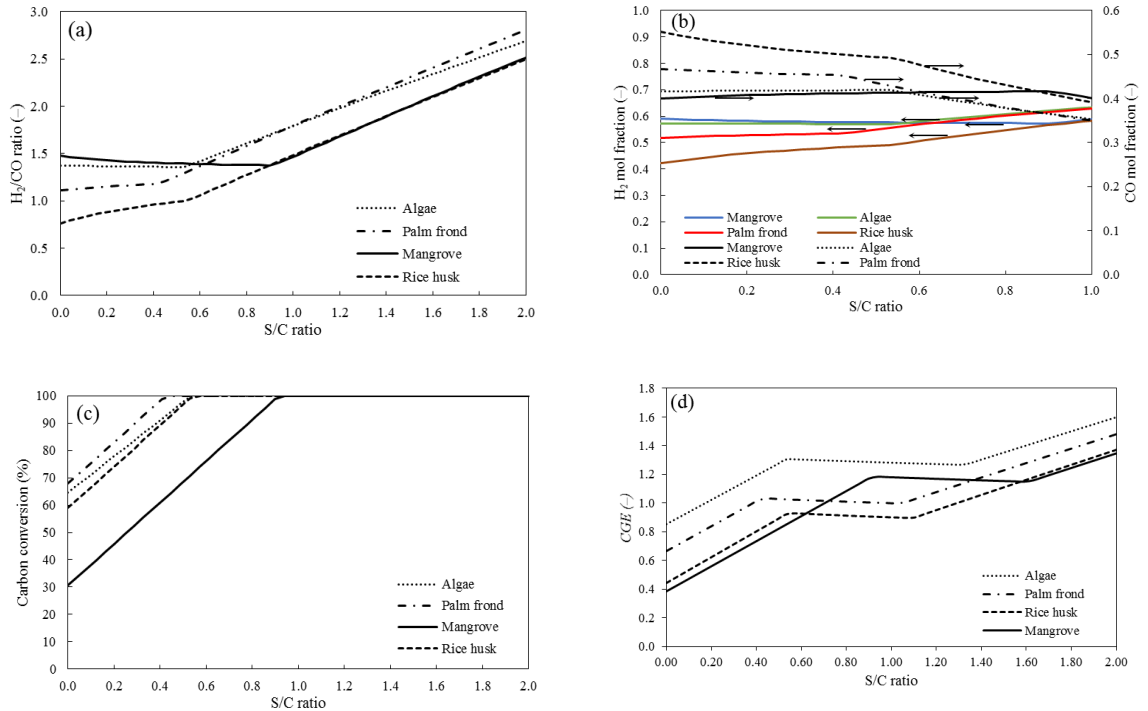 (a)
3.0
2.5
2.0
1.5
1.0
0.5
0.0
H₂/CO ratio (–)
Algae
Palm frond
Mangrove
Rice husk
0.0 0.2 0.4 0.6 0.8 1.0 1.2 1.4 1.6 1.8 2.0
S/C ratio
(b)
1.0
0.9
0.8
0.7
0.6
0.5
0.4
0.3
0.2
0.1
0.0
H₂ mol fraction (–)
0.6
0.5
0.4
0.3
0.2
0.1
0.0
CO mol fraction (–)
Mangrove Algae
Palm frond Rice husk
Mangrove Algae
Rice husk Palm frond
0.0 0.2 0.4 0.6 0.8 1.0
S/C ratio
(c)
100
90
80
70
60
50
40
30
20
10
0
Carbon conversion (%)
Algae
Palm frond
Mangrove
Rice husk
0.0 0.2 0.4 0.6 0.8 1.0 1.2 1.4 1.6 1.8 2.0
S/C ratio
(d)
1.8
1.6
1.4
1.2
1.0
0.8
0.6
0.4
0.2
0.0
CGE (–)
Algae
Palm frond
Rice husk
Mangrove
0.00 0.20 0.40 0.60 0.80 1.00 1.20 1.40 1.60 1.80 2.00
S/C ratio